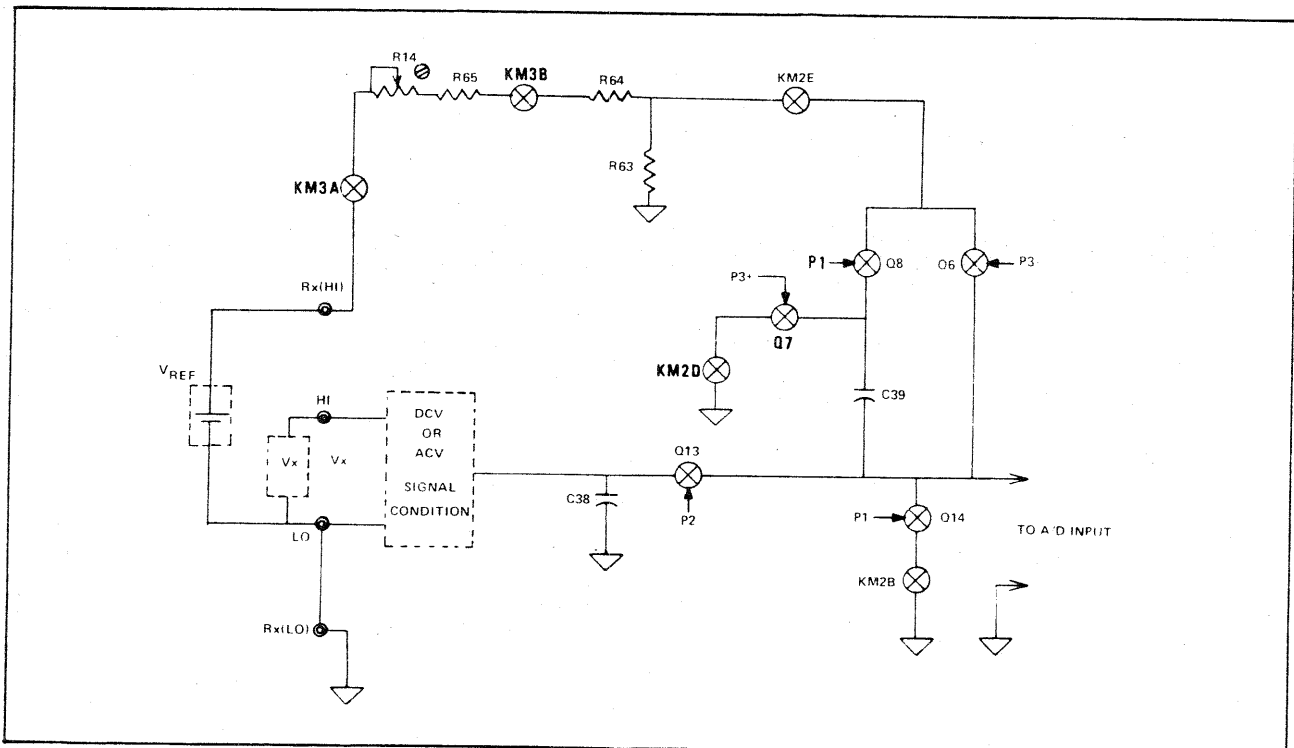 R14
R65
KM3B
R64
KM2E
R63
KM3A
P1
Q8
Q6
P3
P3+
Q7
Rx(HI)
KM2D
VREF
C39
HI
DCV
OR
ACV
SIGNAL
CONDITION
Vx
Vx
Q13
C38
P2
P1
Q14
TO A'D INPUT
LO
KM2B
Rx(LO)